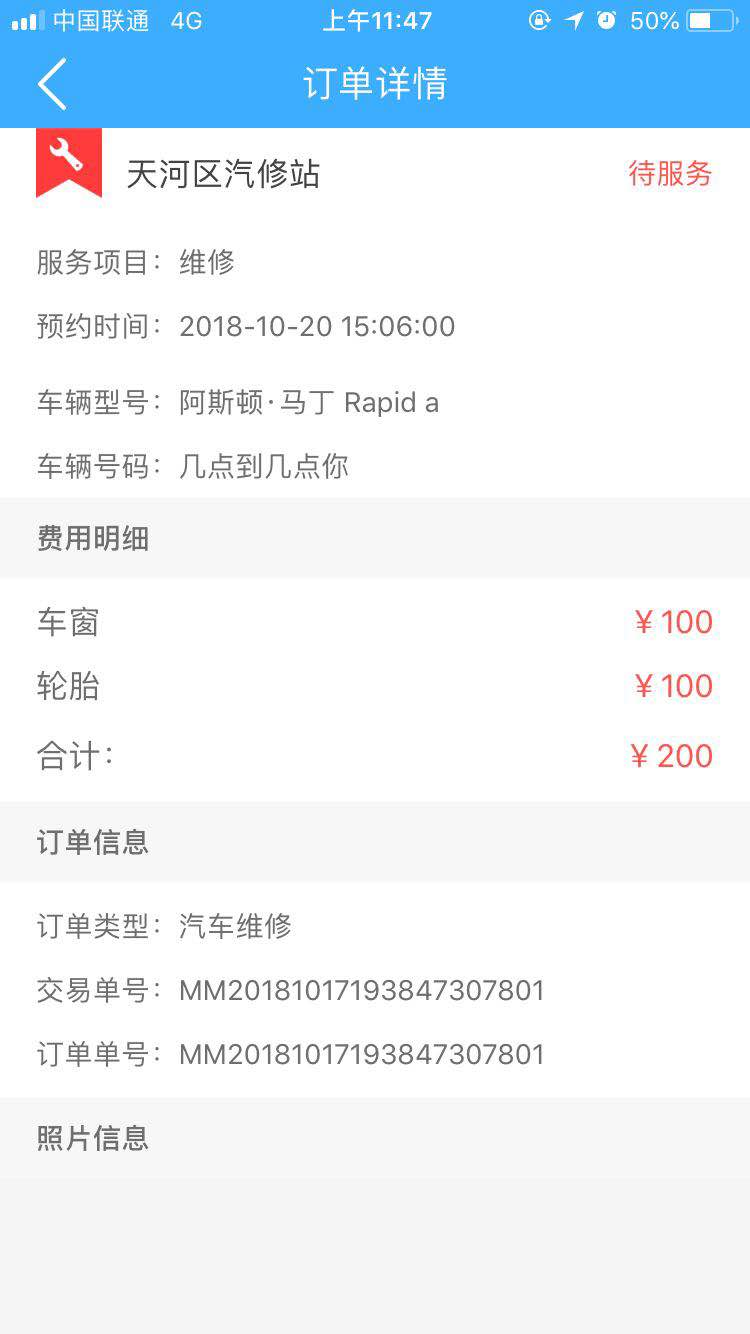 中国联通 4G 上午11:47 50%
订单详情
天河区汽修站 待服务
服务项目：维修
预约时间：2018-10-20 15:06:00
车辆型号：阿斯顿·马丁 Rapid a
车辆号码：几点到几点你
费用明细
车窗 ￥100
轮胎 ￥100
合计： ￥200
订单信息
订单类型：汽车维修
交易单号：MM20181017193847307801
订单单号：MM20181017193847307801
照片信息